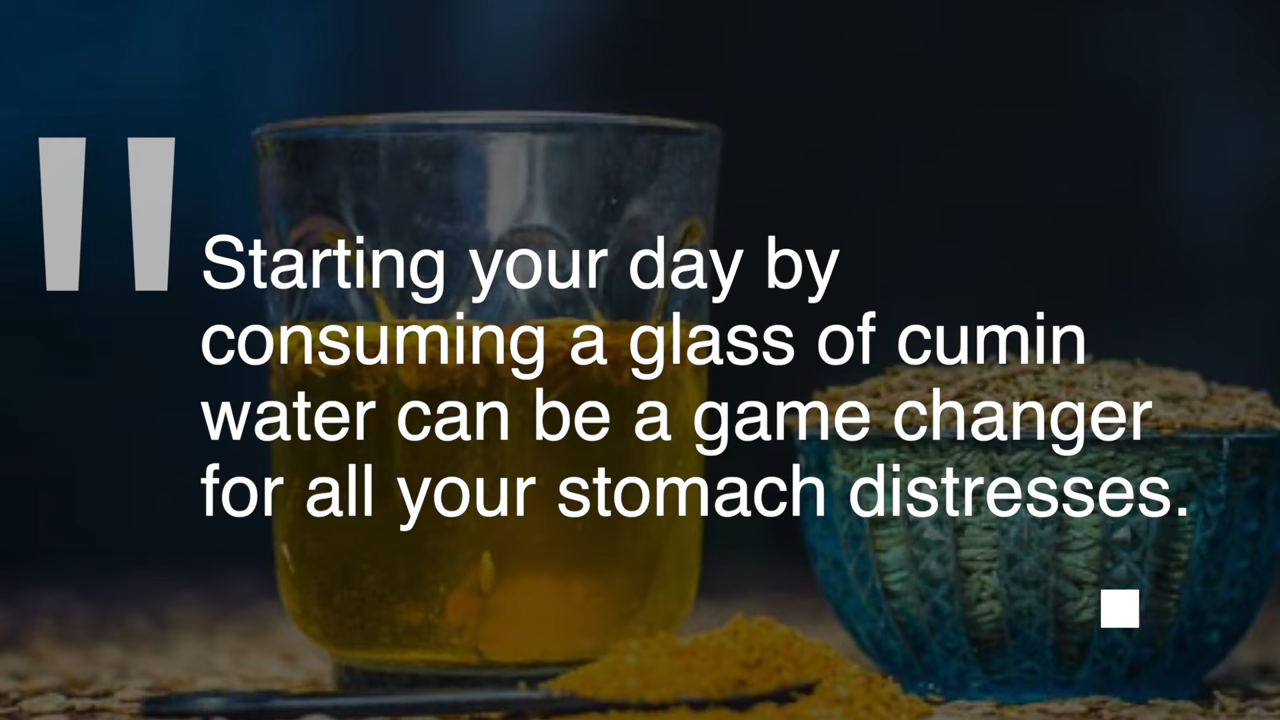 "
Starting your day by
consuming a glass of cumin
water can be a game changer
for all your stomach distresses.